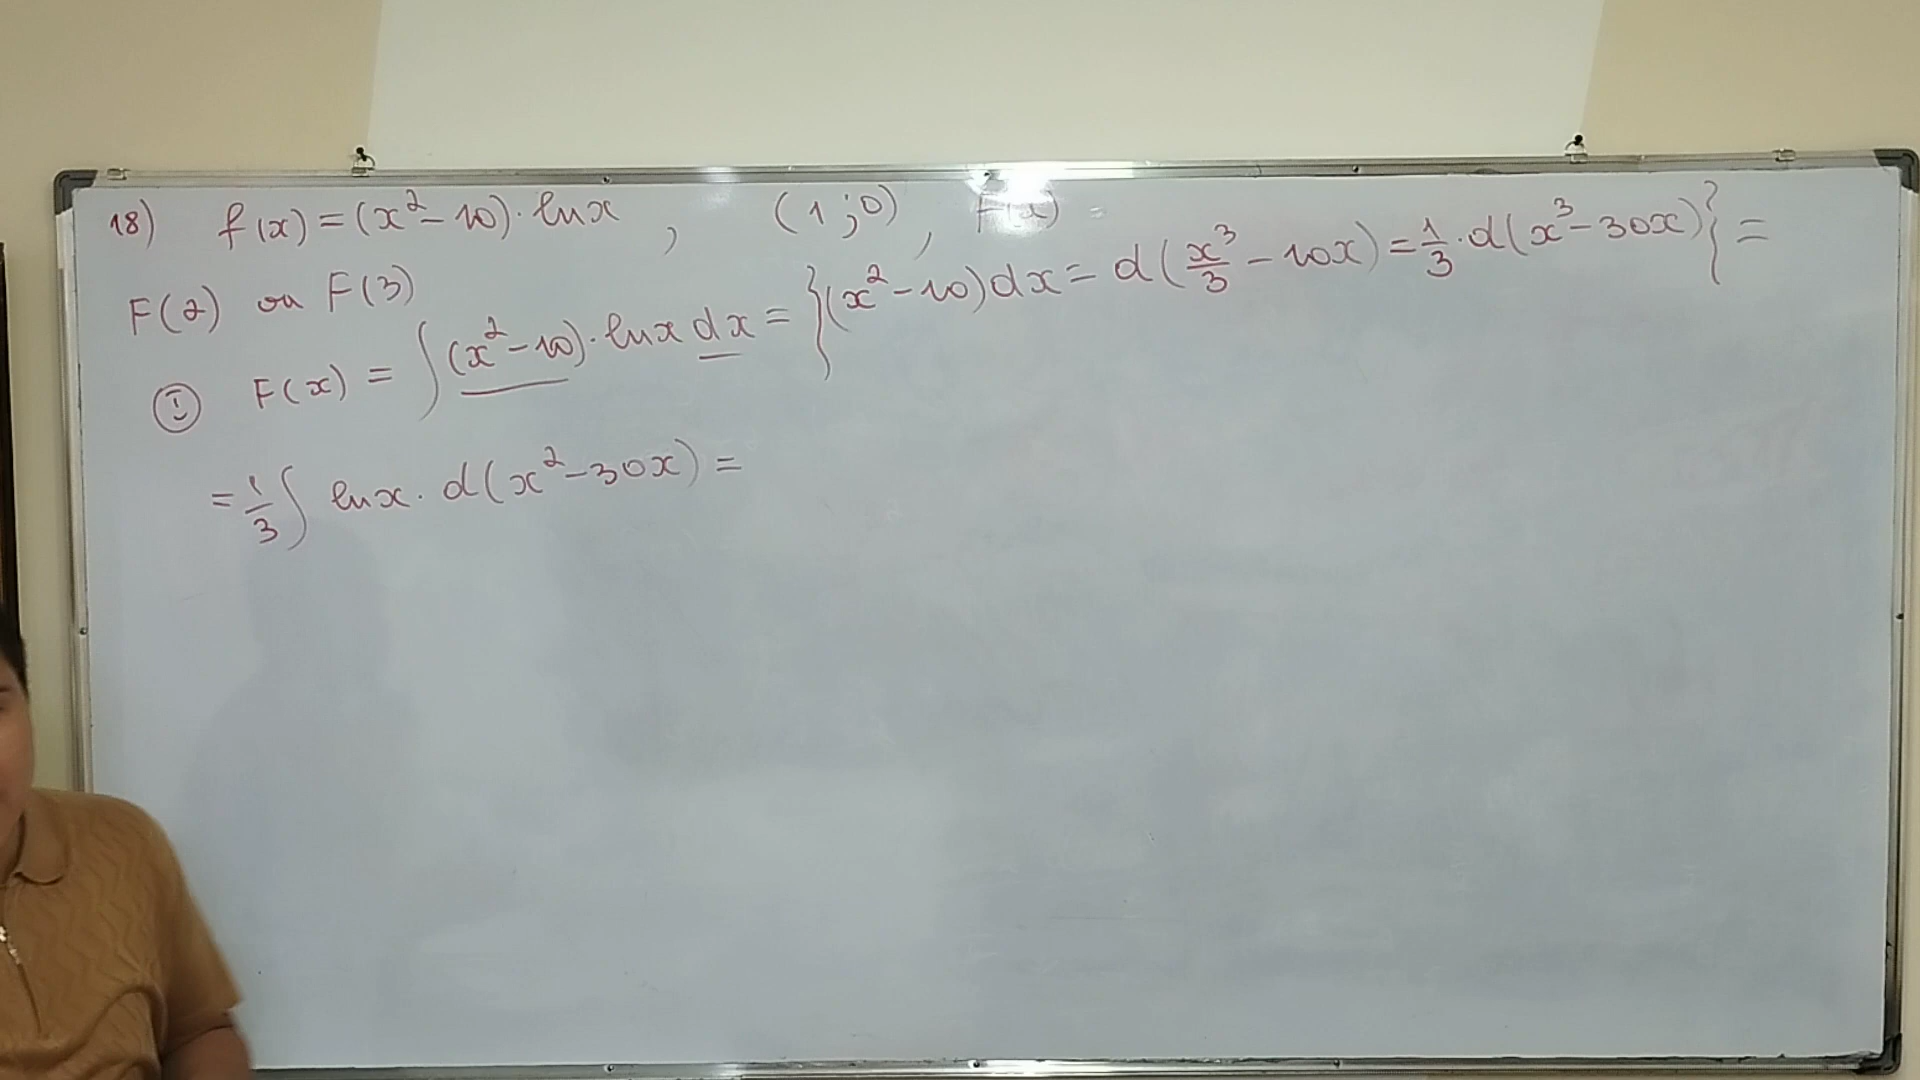 18) f(x) = (x² - 10) · ln x , (1 ; 0) , F(x)
F(2) va F(3)
① F(x) = ∫ (x² - 10) · ln x dx = {(x² - 10) dx = d(x³/3 - 10x) = 1/3 · d(x³ - 30x)} =
= 1/3 ∫ ln x · d(x² - 30x) =